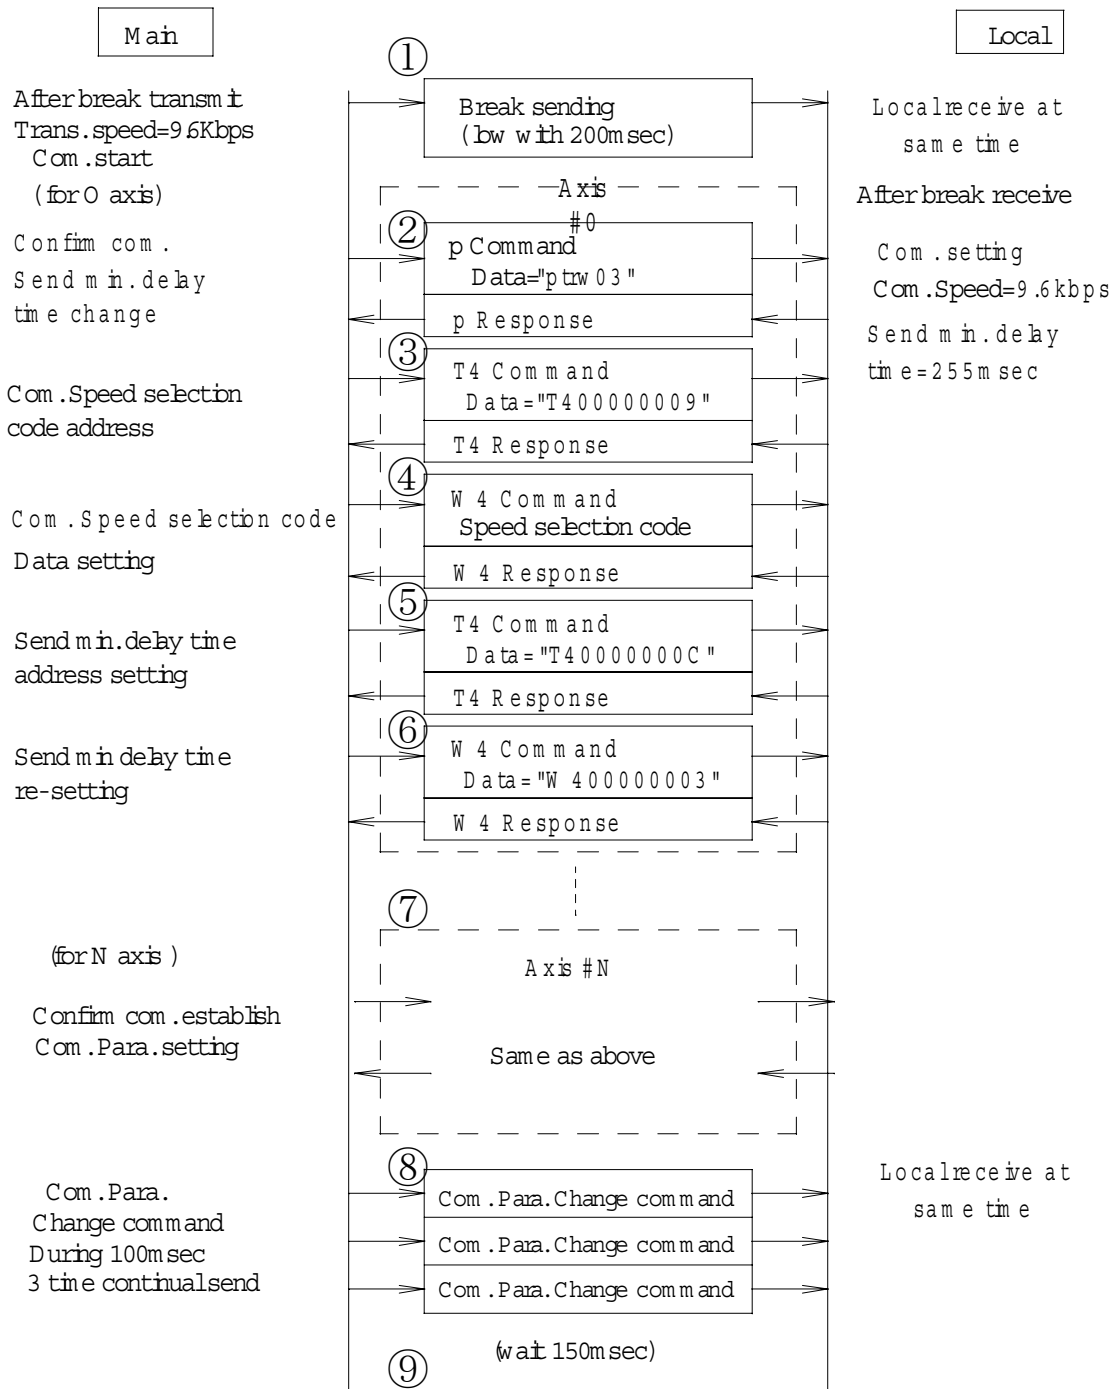 Main
Local
①
After break transmit
Trans.speed=9.6Kbps
Com.start
(for 0 axis)
Break sending
(low with 200msec)
Local receive at
same time
Axis
#0
After break receive
②
Confirm com.
Send min.delay
time change
p Command
Data="ptrw03"
p Response
Com.setting
Com.Speed=9.6kbps
Send min.delay
time=255msec
③
Com.Speed selection
code address
T4 Command
Data="T400000009"
T4 Response
④
Com.Speed selection code
Data setting
W4 Command
Speed selection code
W4 Response
⑤
Send min.delay time
address setting
T4 Command
Data="T40000000C"
T4 Response
⑥
Send min delay time
re-setting
W4 Command
Data="W400000003"
W4 Response
⑦
(for N axis)
Axis #N
Confirm com.establish
Com.Para.setting
Same as above
⑧
Com.Para.
Change command
During 100msec
3 time continual send
Com.Para.Change command
Com.Para.Change command
Com.Para.Change command
Local receive at
same time
(wait 150msec)
⑨